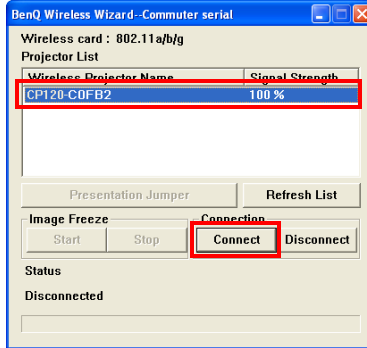 BenQ Wireless Wizard--Commuter serial
Wireless card : 802.11a/b/g
Projector List
Wireless Projector Name Signal Strength
CP120-C0FB2 100 %
Presentation Jumper Refresh List
Image Freeze Connection
Start Stop Connect Disconnect
Status
Disconnected